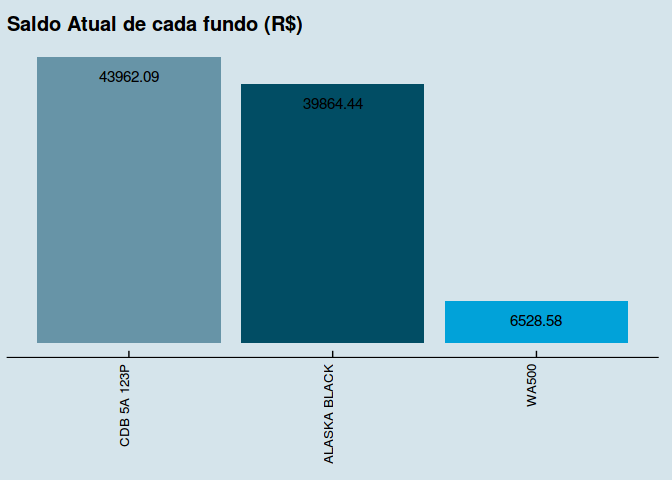 Saldo Atual de cada fundo (R$)
43962.09
39864.44
6528.58
CDB 5A 123P
ALASKA BLACK
WA500